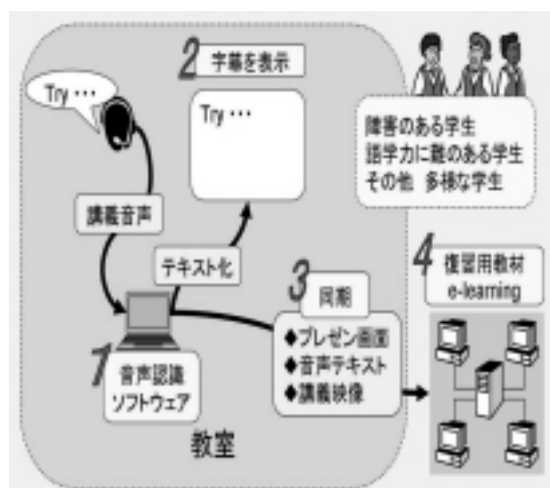 Try ・・・
2 字幕を表示
Try ・・・
障害のある学生
語学力に難のある学生
その他 多様な学生
講義音声
テキスト化
3 同期
◆プレゼン画面
◆音声テキスト
◆講義映像
4 復習用教材
e-learning
1 音声認識
ソフトウェア
教室